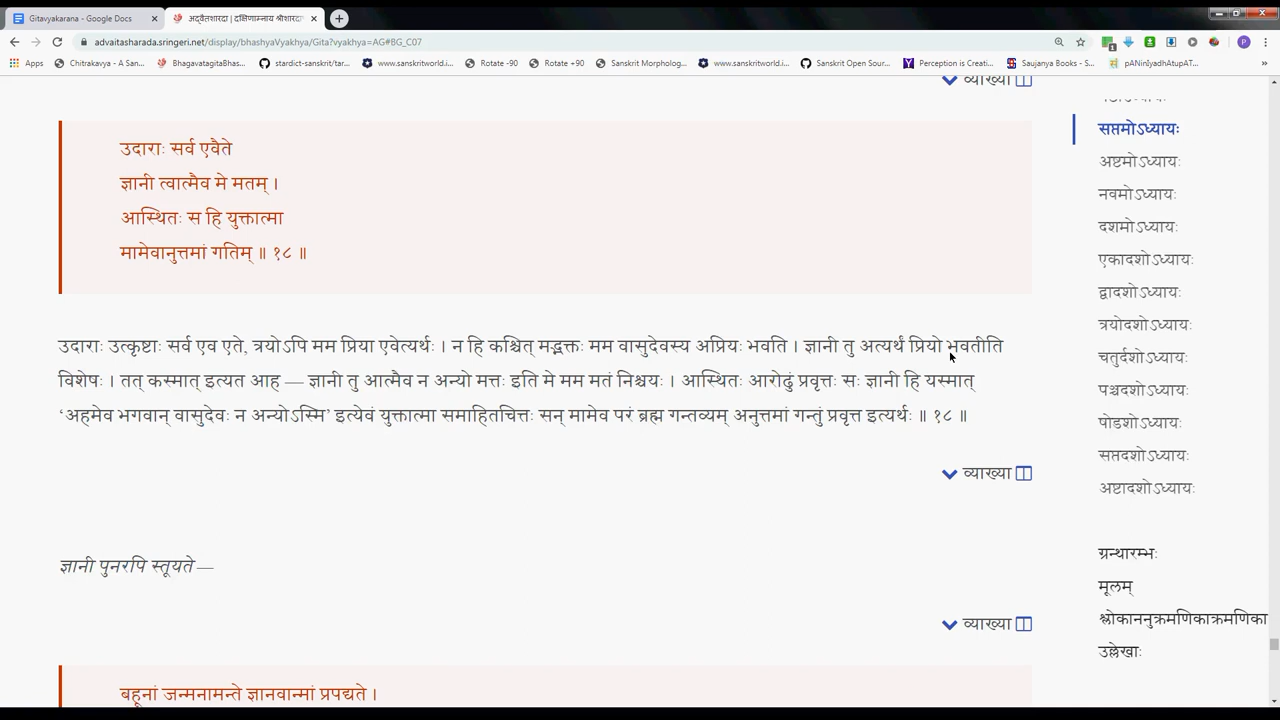 Gitavyakarana - Google Docs
अद्वैतशारदा | दक्षिणाम्नाय श्रीशारदा
advaitasharada.sringeri.net/display/bhashyaVyakhya/Gita?vyakhya=AG#BG_C07
Apps Chitrakavya - A San... BhagavatagitaBhas... stardict-sanskrit/tar... www.sanskritworld.i... Rotate -90 Rotate +90 Sanskrit Morpholog... www.sanskritworld.i... Sanskrit Open Sour... Perception is Creati... Saujanya Books - S... pANinIyadhAtupAT...
व्याख्या
उदाराः सर्व एवैते
ज्ञानी त्वात्मैव मे मतम् ।
आस्थितः स हि युक्तात्मा
मामेवानुत्तमां गतिम् ॥ १८ ॥
उदाराः उत्कृष्टाः सर्व एव एते, त्रयोऽपि मम प्रिया एवेत्यर्थः । न हि कश्चित् मद्भक्तः मम वासुदेवस्य अप्रियः भवति । ज्ञानी तु अत्यर्थं प्रियो भवतीति
विशेषः । तत् कस्मात् इत्यत आह — ज्ञानी तु आत्मैव न अन्यो मत्तः इति मे मम मतं निश्चयः । आस्थितः आरोढुं प्रवृत्तः सः ज्ञानी हि यस्मात्
‘अहमेव भगवान् वासुदेवः न अन्योऽस्मि’ इत्येवं युक्तात्मा समाहितचित्तः सन् मामेव परं ब्रह्म गन्तव्यम् अनुत्तमां गन्तुं प्रवृत्त इत्यर्थः ॥ १८ ॥
व्याख्या
ज्ञानी पुनरपि स्तूयते —
व्याख्या
बहूनां जन्मनामन्ते ज्ञानवान्मां प्रपद्यते ।
सप्तमोऽध्यायः
अष्टमोऽध्यायः
नवमोऽध्यायः
दशमोऽध्यायः
एकादशोऽध्यायः
द्वादशोऽध्यायः
त्रयोदशोऽध्यायः
चतुर्दशोऽध्यायः
पञ्चदशोऽध्यायः
षोडशोऽध्यायः
सप्तदशोऽध्यायः
अष्टादशोऽध्यायः
ग्रन्थारम्भः
मूलम्
श्लोकाननुक्रमणिकाक्रमणिका
उल्लेखाः